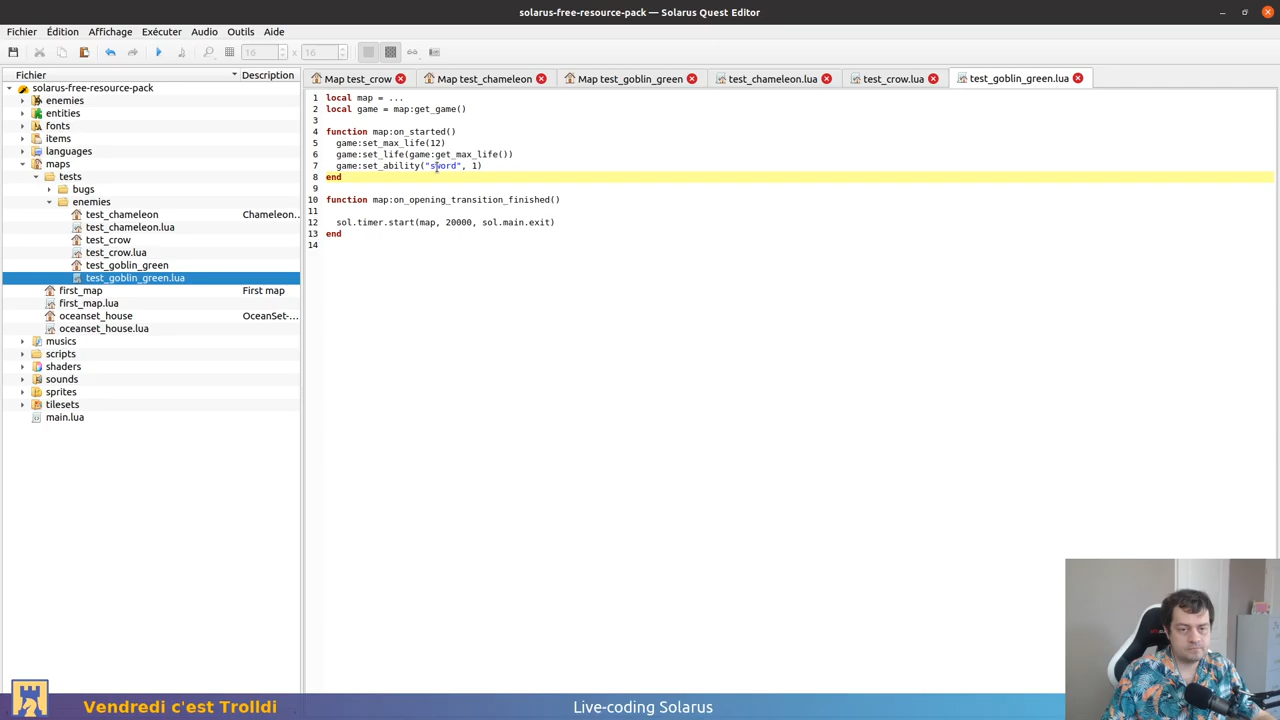 solarus-free-resource-pack — Solarus Quest Editor
Fichier Édition Affichage Exécuter Audio Outils Aide
16 x 16
Fichier Description
Map test_crow Map test_chameleon Map test_goblin_green test_chameleon.lua test_crow.lua test_goblin_green.lua
solarus-free-resource-pack
enemies
entities
fonts
items
languages
maps
tests
bugs
enemies
test_chameleon Chameleon...
test_chameleon.lua
test_crow
test_crow.lua
test_goblin_green
test_goblin_green.lua
first_map First map
first_map.lua
oceanset_house OceanSet-...
oceanset_house.lua
musics
scripts
shaders
sounds
sprites
tilesets
main.lua
1 local map = ...
2 local game = map:get_game()
3
4 function map:on_started()
5 game:set_max_life(12)
6 game:set_life(game:get_max_life())
7 game:set_ability("sword", 1)
8 end
9
10 function map:on_opening_transition_finished()
11
12 sol.timer.start(map, 20000, sol.main.exit)
13 end
14
Vendredi c'est Trolldi
Live-coding Solarus